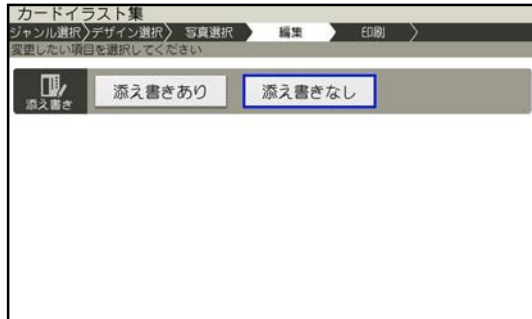 カードイラスト集
ジャンル選択〉デザイン選択〉 写真選択 編集 印刷 〉
変更したい項目を選択してください
添え書き 添え書きあり 添え書きなし